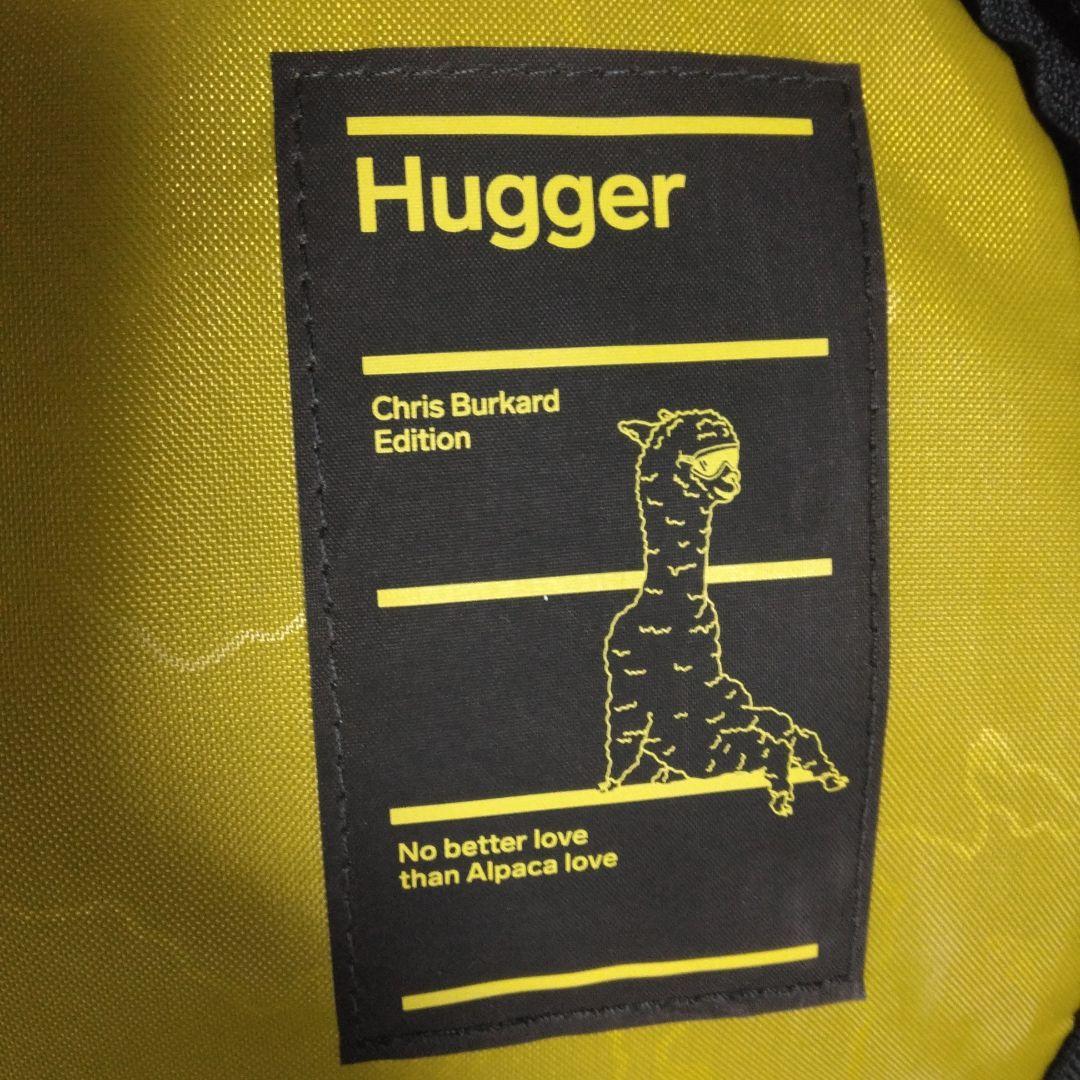 Hugger
Chris Burkard
Edition
No better love
than Alpaca love